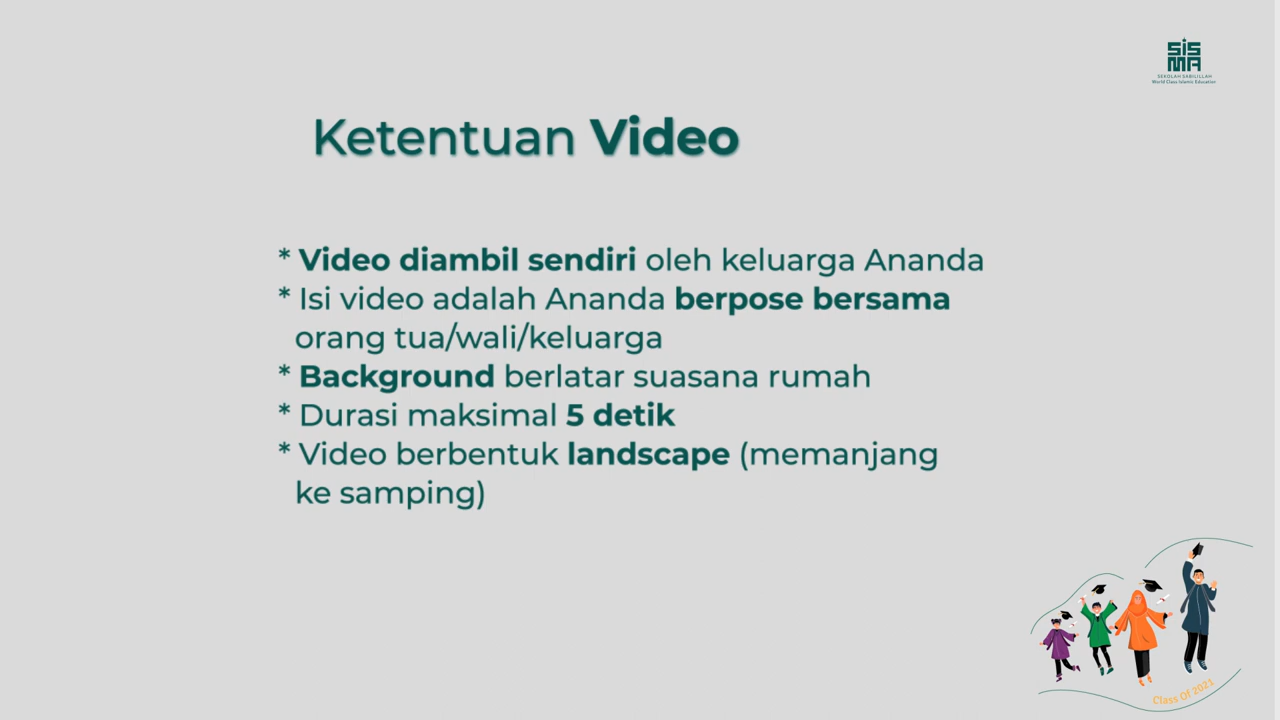 SiS
MA
SEKOLAH SABILILLAH
World Class Islamic Education
Ketentuan Video
* Video diambil sendiri oleh keluarga Ananda
* Isi video adalah Ananda berpose bersama
orang tua/wali/keluarga
* Background berlatar suasana rumah
* Durasi maksimal 5 detik
* Video berbentuk landscape (memanjang
ke samping)
Class Of 2021